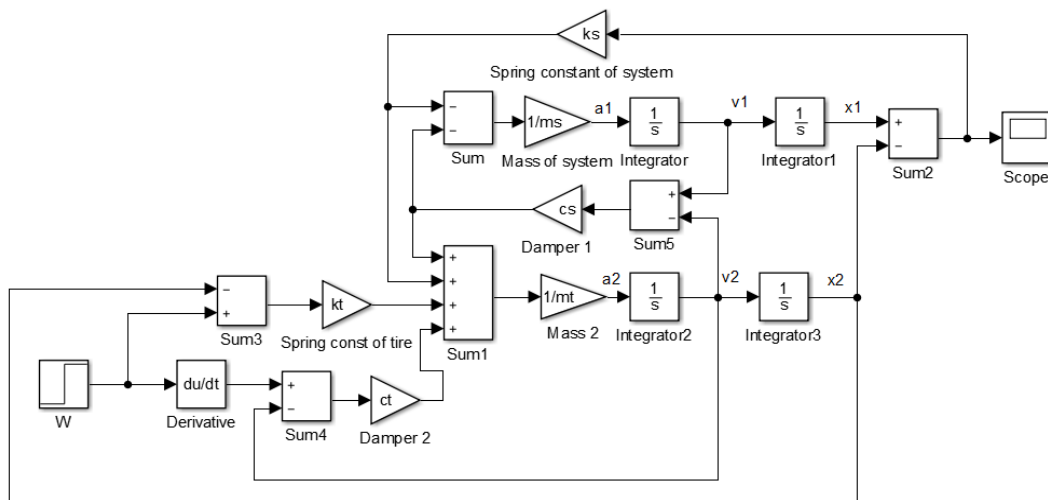 ks
Spring constant of system
−
−
Sum
1/ms
Mass of system
a1
1
s
Integrator
v1
1
s
Integrator1
x1
+
−
Sum2
Scope
cs
Damper 1
+
−
Sum5
+
+
+
+
Sum1
1/mt
Mass 2
a2
1
s
Integrator2
v2
1
s
Integrator3
x2
−
+
Sum3
kt
Spring const of tire
W
du/dt
Derivative
+
−
Sum4
ct
Damper 2